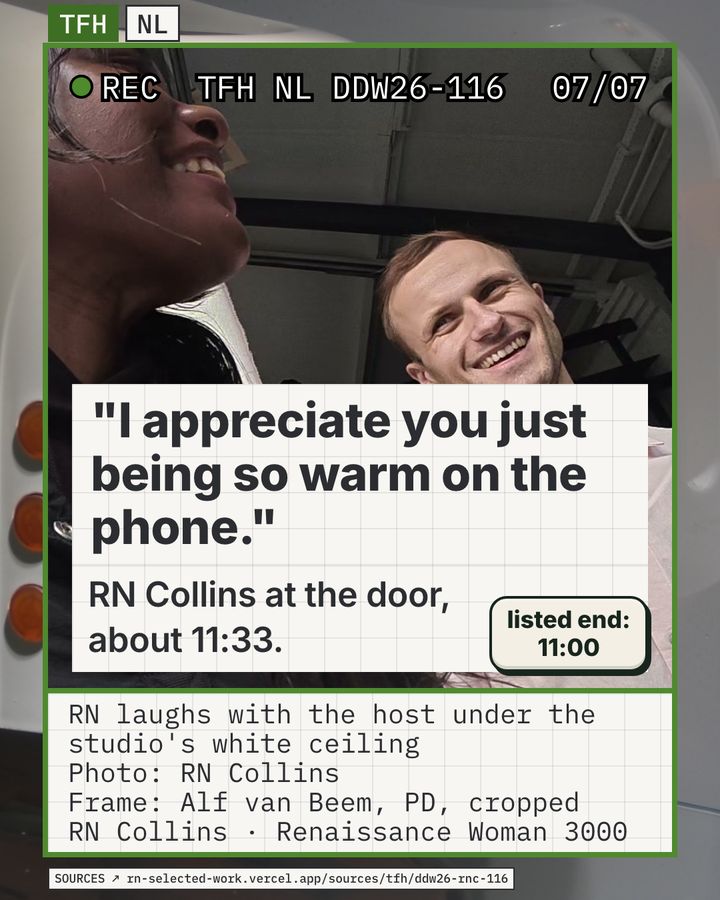 TFH NL
REC TFH NL DDW26-116 07/07
"I appreciate you just
being so warm on the
phone."
RN Collins at the door,
about 11:33.
listed end:
11:00
RN laughs with the host under the
studio's white ceiling
Photo: RN Collins
Frame: Alf van Beem, PD, cropped
RN Collins · Renaissance Woman 3000
SOURCES ↗ rn-selected-work.vercel.app/sources/tfh/ddw26-rnc-116